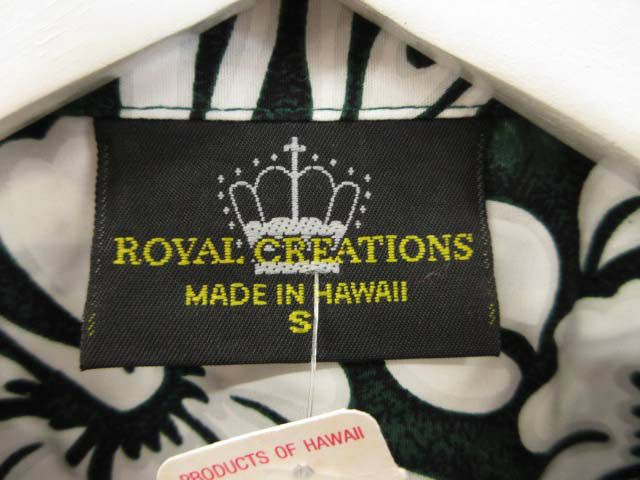 ROYAL CREATIONS
MADE IN HAWAII
S
PRODUCTS OF HAWAII